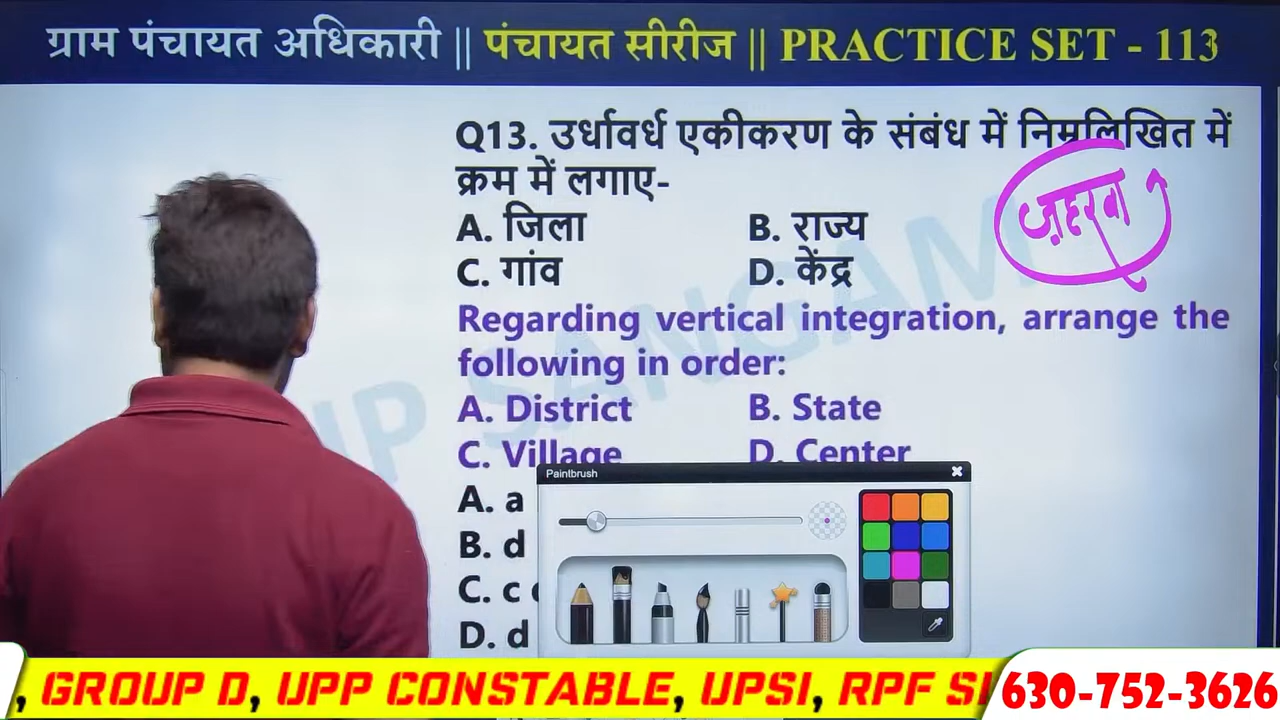 ग्राम पंचायत अधिकारी || पंचायत सीरीज || PRACTICE SET - 113
Q13. उर्धावर्ध एकीकरण के संबंध में निम्नलिखित में
क्रम में लगाए-
A. जिला B. राज्य
C. गांव D. केंद्र
Regarding vertical integration, arrange the
following in order:
A. District B. State
C. Village D. Center
A. a
B. d
C. c
D. d
Paintbrush
, GROUP D, UPP CONSTABLE, UPSI, RPF SI
630-752-3626